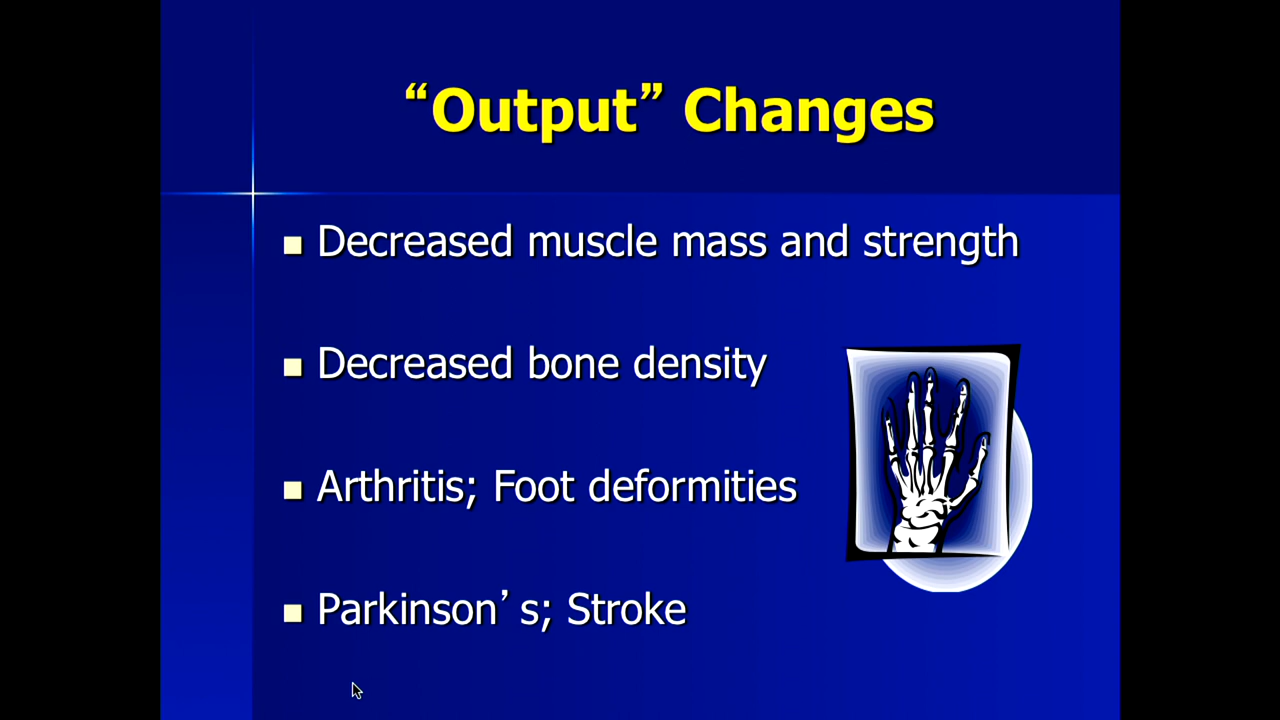 “Output” Changes
Decreased muscle mass and strength
Decreased bone density
Arthritis; Foot deformities
Parkinson’s; Stroke